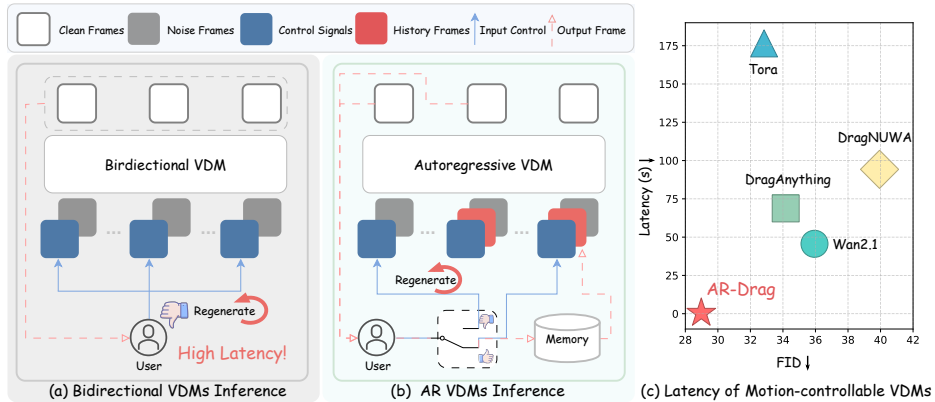 Clean Frames
Noise Frames
Control Signals
History Frames
Input Control
Output Frame
Birdiectional VDM
...
...
Regenerate
User
High Latency!
(a) Bidirectional VDMs Inference
Autoregressive VDM
...
...
Regenerate
User
Memory
(b) AR VDMs Inference
Latency (s)↓
175
150
125
100
75
50
25
0
Tora
DragNUWA
DragAnything
Wan2.1
AR-Drag
28 30 32 34 36 38 40 42
FID↓
(c) Latency of Motion-controllable VDMs